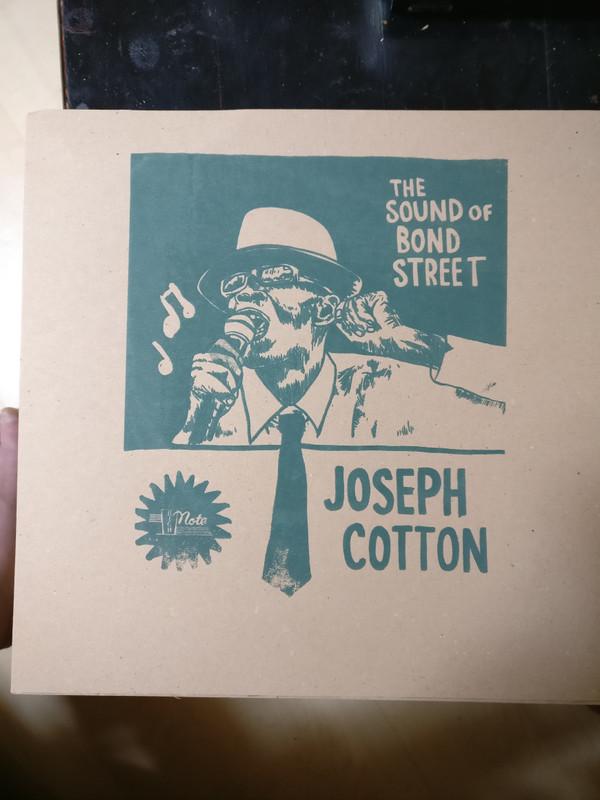 THE
SOUND OF
BOND
STREET
Note
JOSEPH
COTTON